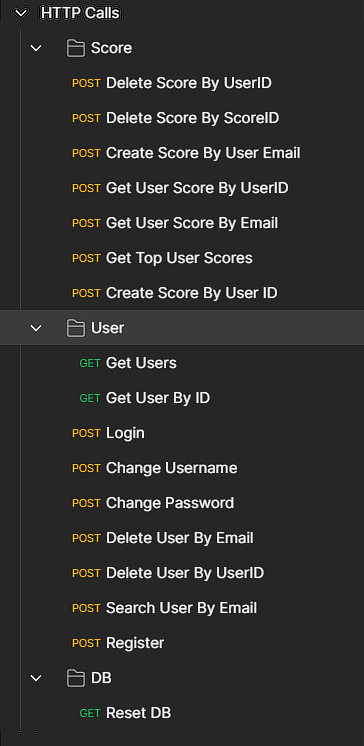 HTTP Calls
Score
POST Delete Score By UserID
POST Delete Score By ScoreID
POST Create Score By User Email
POST Get User Score By UserID
POST Get User Score By Email
POST Get Top User Scores
POST Create Score By User ID
User
GET Get Users
GET Get User By ID
POST Login
POST Change Username
POST Change Password
POST Delete User By Email
POST Delete User By UserID
POST Search User By Email
POST Register
DB
GET Reset DB